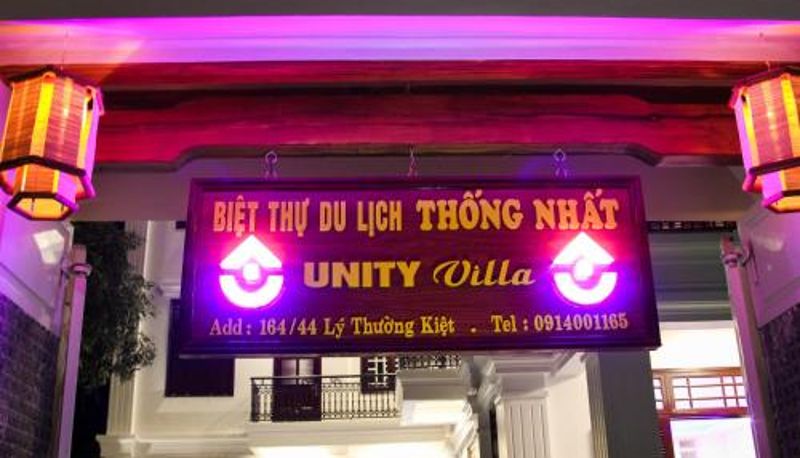 BIỆT THỰ DU LỊCH THỐNG NHẤT
UNITY Villa
Add : 164/44 Lý Thường Kiệt . Tel : 0914001165